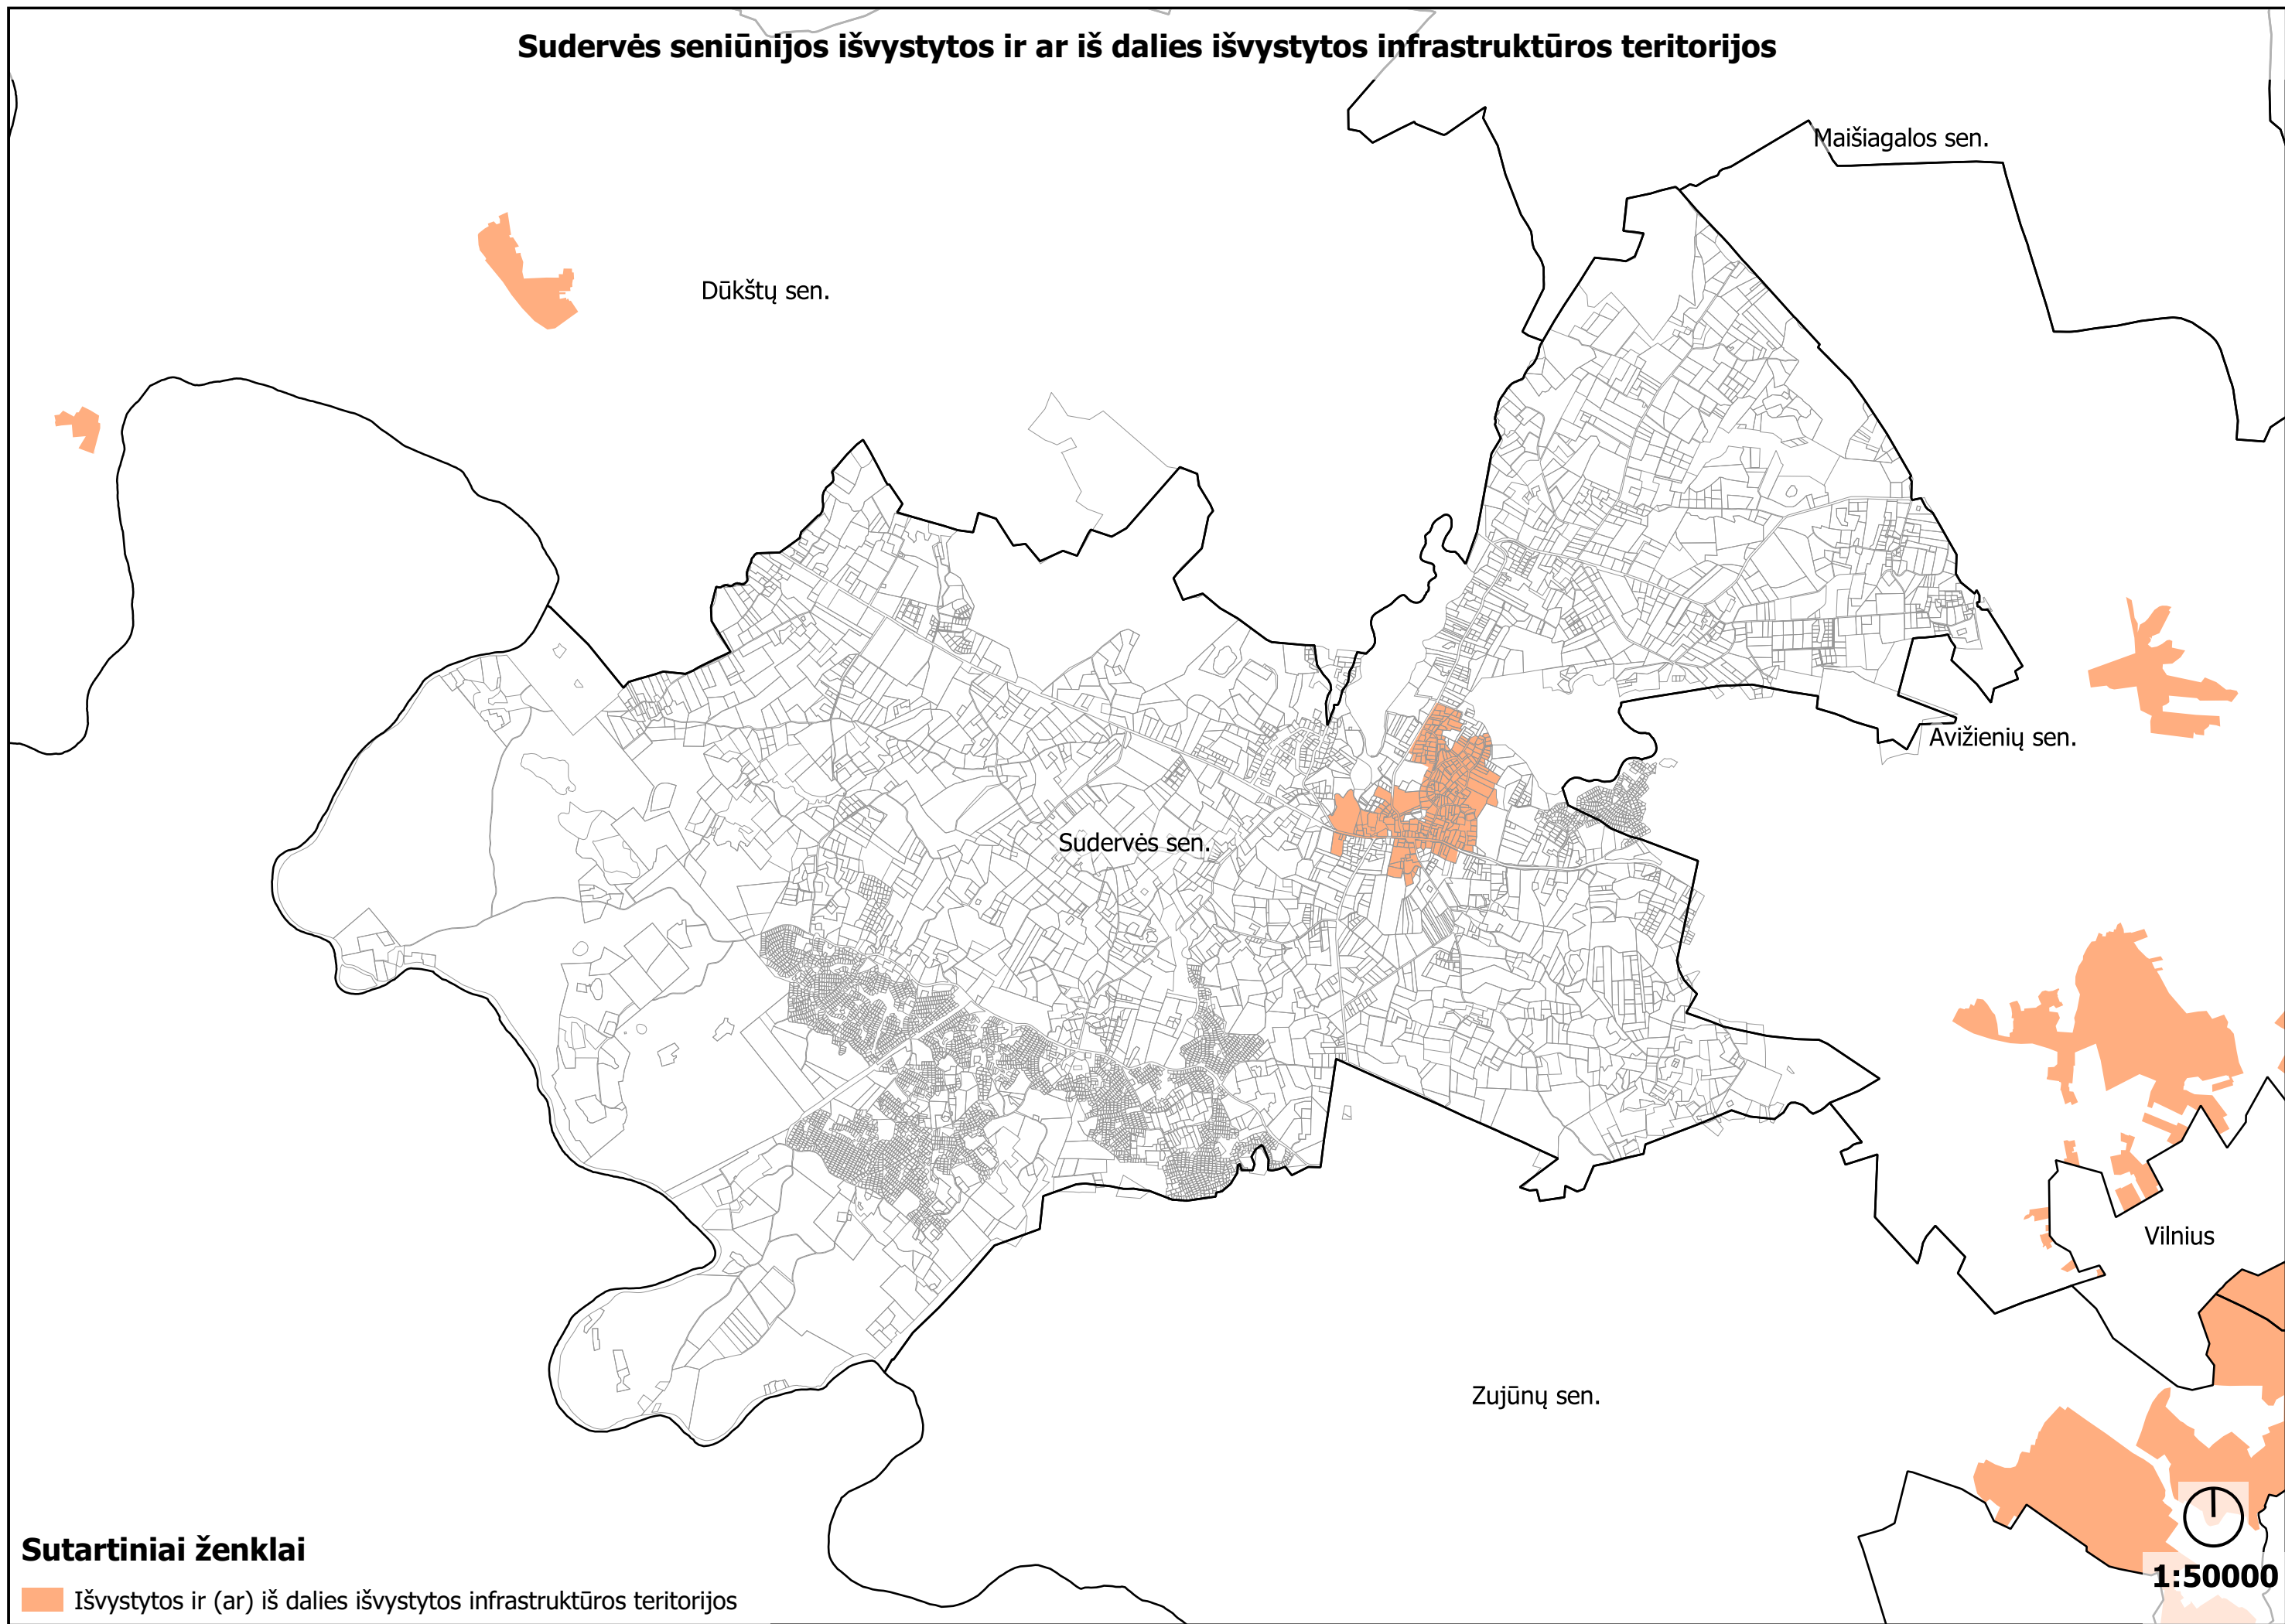 Sudervės seniūnijos išvystytos ir ar iš dalies išvystytos infrastruktūros teritorijos
Maišiagalos sen.
Dūkštų sen.
Avižienių sen.
Sudervės sen.
Vilnius
Zujūnų sen.
Sutartiniai ženklai
Išvystytos ir (ar) iš dalies išvystytos infrastruktūros teritorijos
1:50000